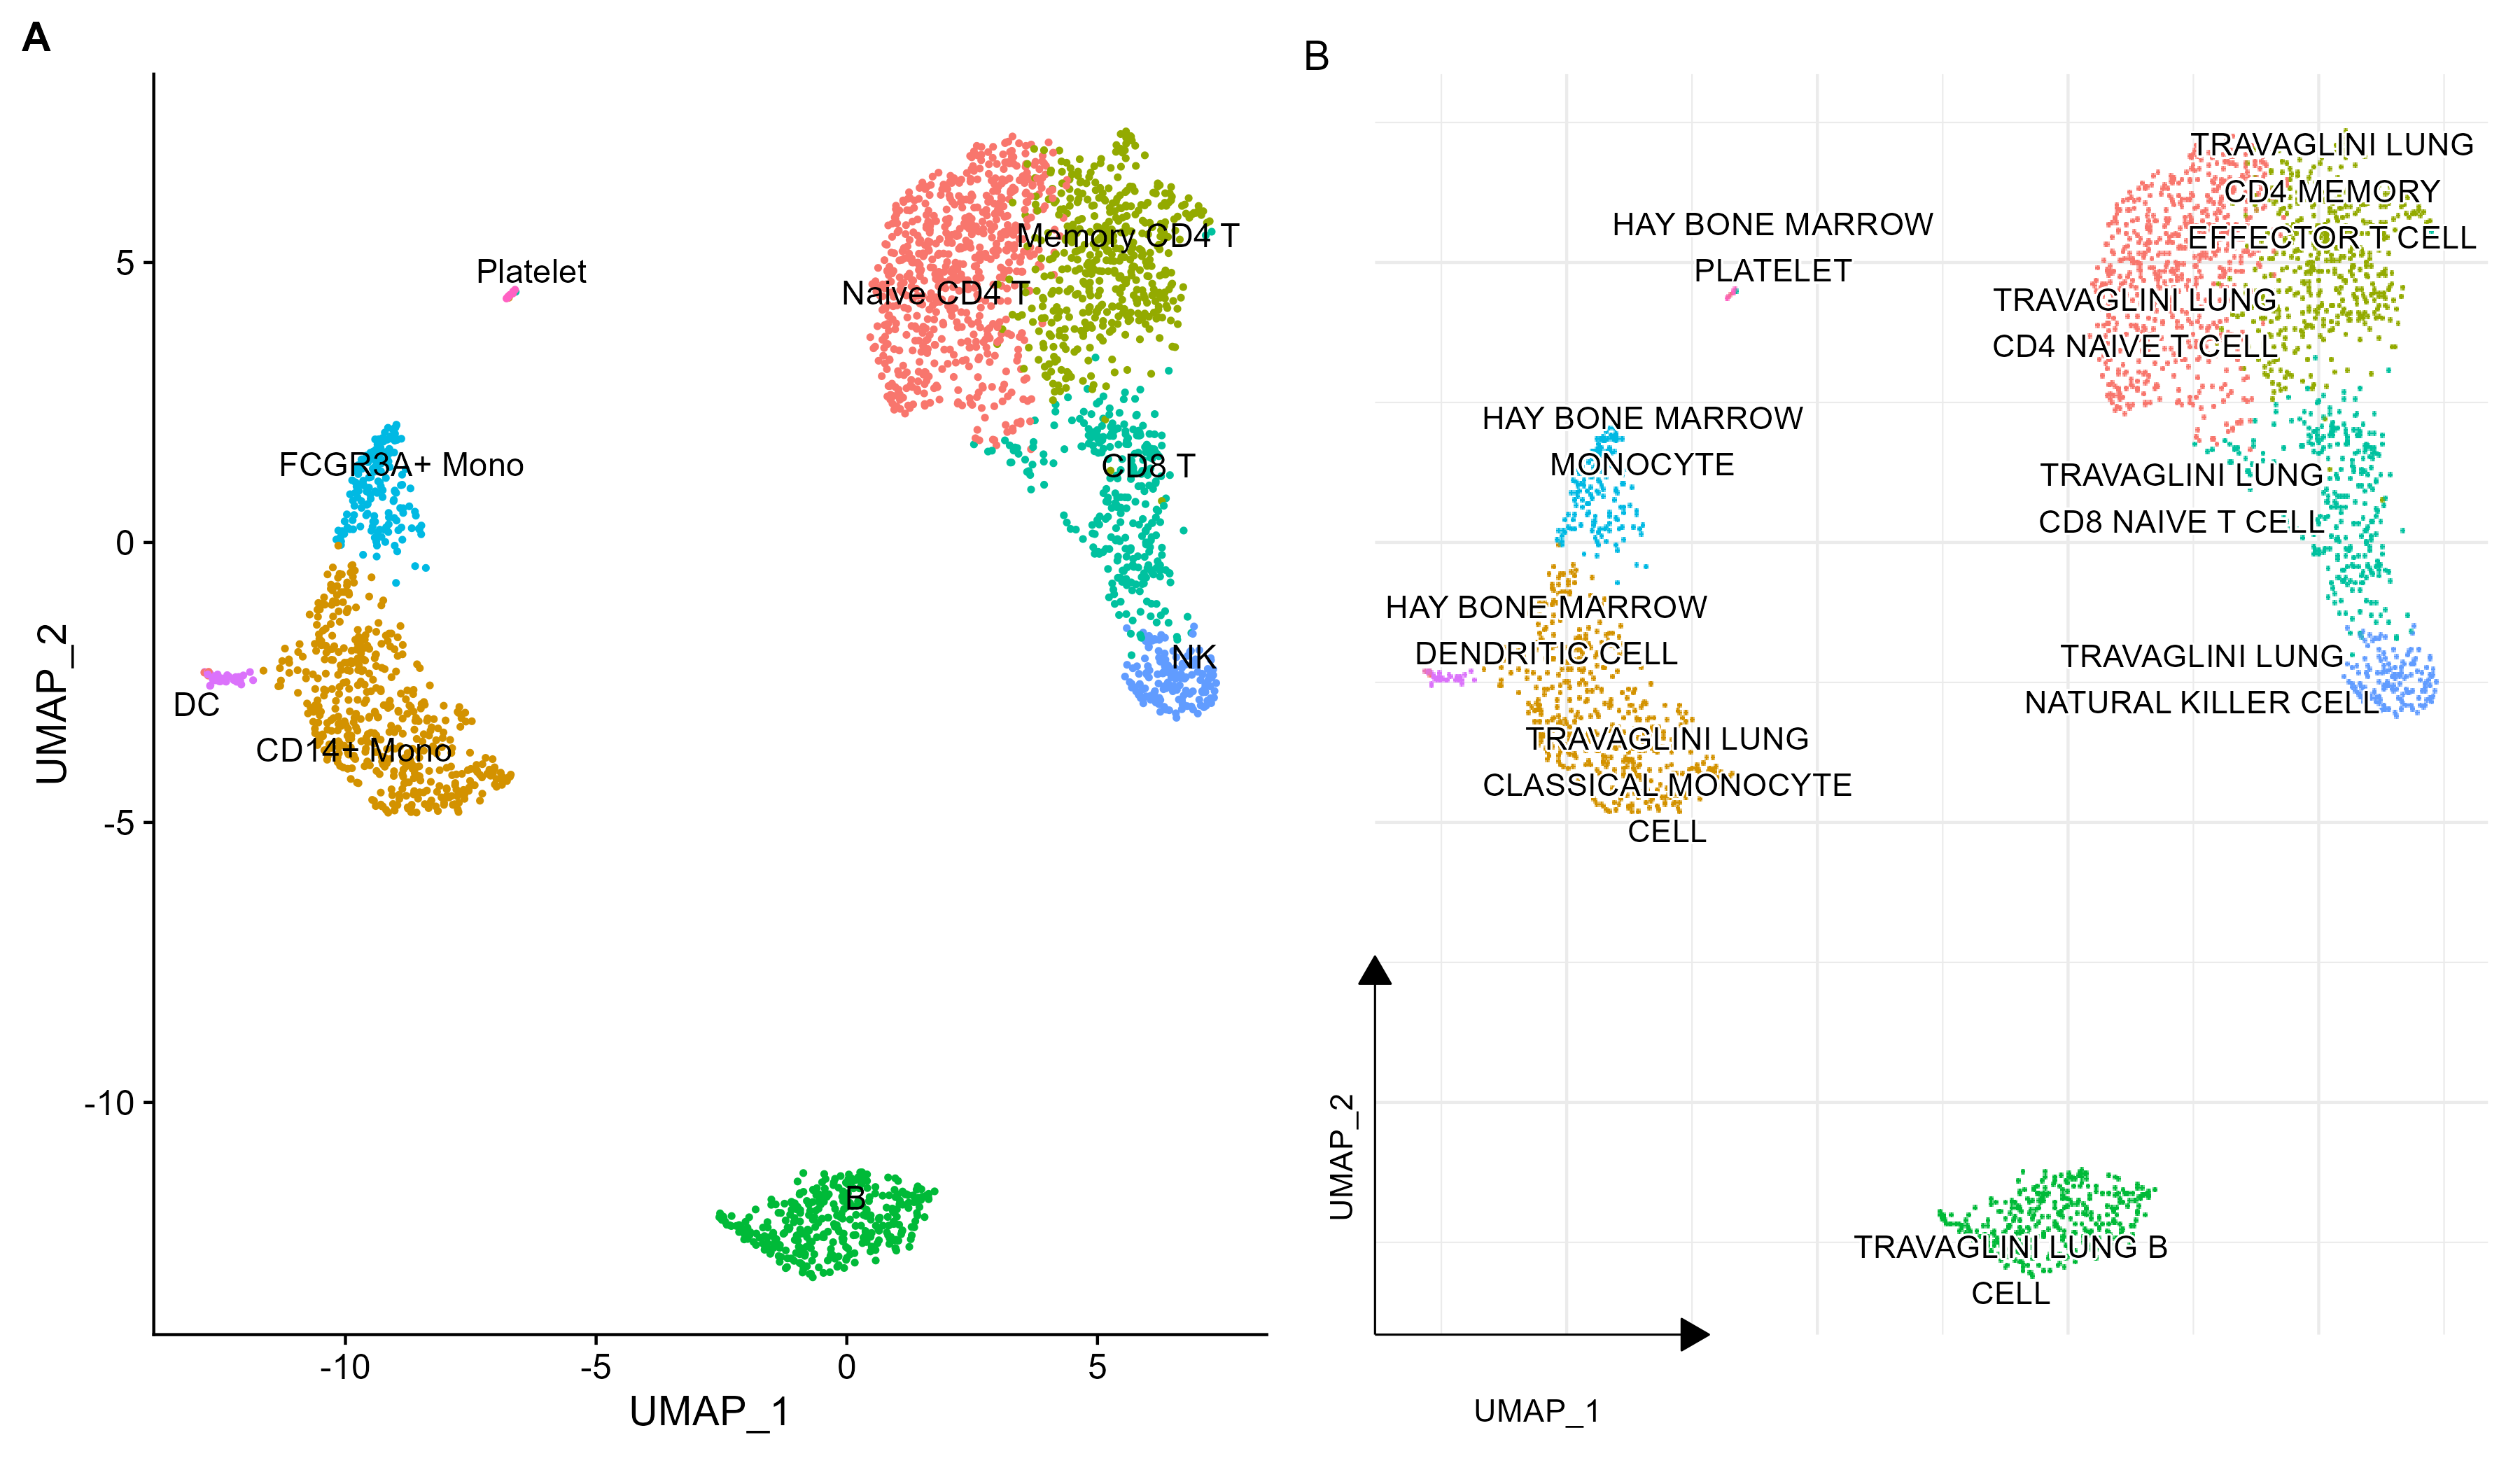 A
B
5
0
-5
-10
UMAP_2
-10
-5
0
5
UMAP_1
Platelet
Memory CD4 T
Naive CD4 T
FCGR3A+ Mono
CD8 T
NK
DC
CD14+ Mono
B
TRAVAGLINI LUNG
CD4 MEMORY
EFFECTOR T CELL
HAY BONE MARROW
PLATELET
TRAVAGLINI LUNG
CD4 NAIVE T CELL
HAY BONE MARROW
MONOCYTE
TRAVAGLINI LUNG
CD8 NAIVE T CELL
HAY BONE MARROW
DENDRITIC CELL
TRAVAGLINI LUNG
NATURAL KILLER CELL
TRAVAGLINI LUNG
CLASSICAL MONOCYTE
CELL
TRAVAGLINI LUNG B
CELL
UMAP_2
UMAP_1